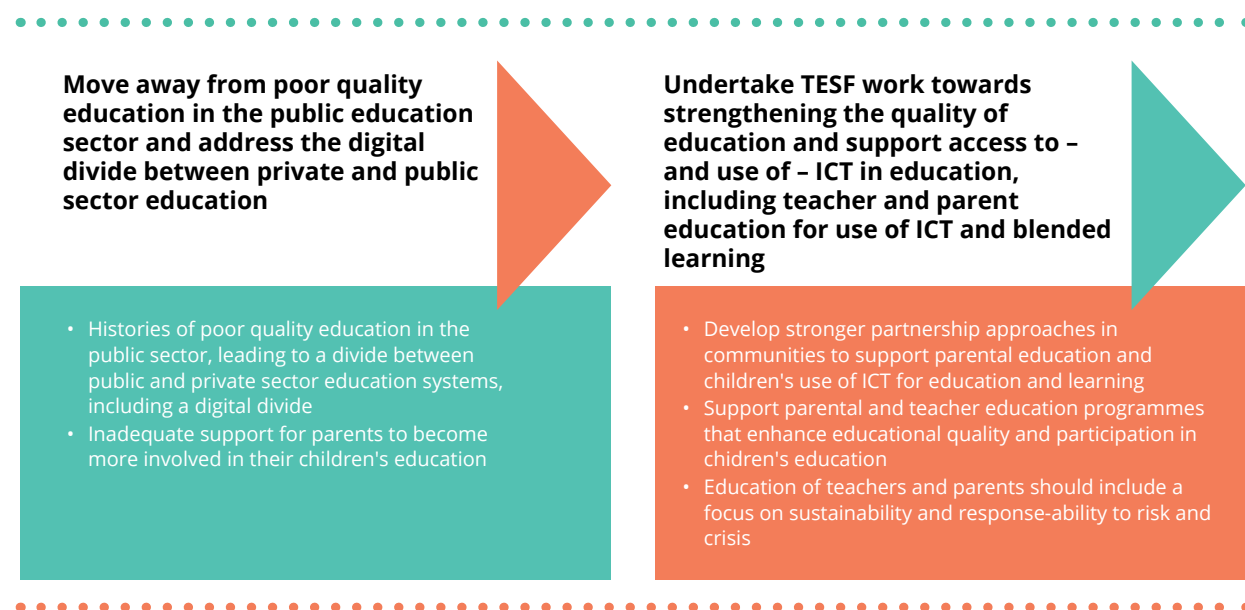 Move away from poor quality
education in the public education
sector and address the digital
divide between private and public
sector education
• Histories of poor quality education in the
public sector, leading to a divide between
public and private sector education systems,
including a digital divide
• Inadequate support for parents to become
more involved in their children's education
Undertake TESF work towards
strengthening the quality of
education and support access to –
and use of – ICT in education,
including teacher and parent
education for use of ICT and blended
learning
• Develop stronger partnership approaches in
communities to support parental education and
children's use of ICT for education and learning
• Support parental and teacher education programmes
that enhance educational quality and participation in
chidren's education
• Education of teachers and parents should include a
focus on sustainability and response-ability to risk and
crisis